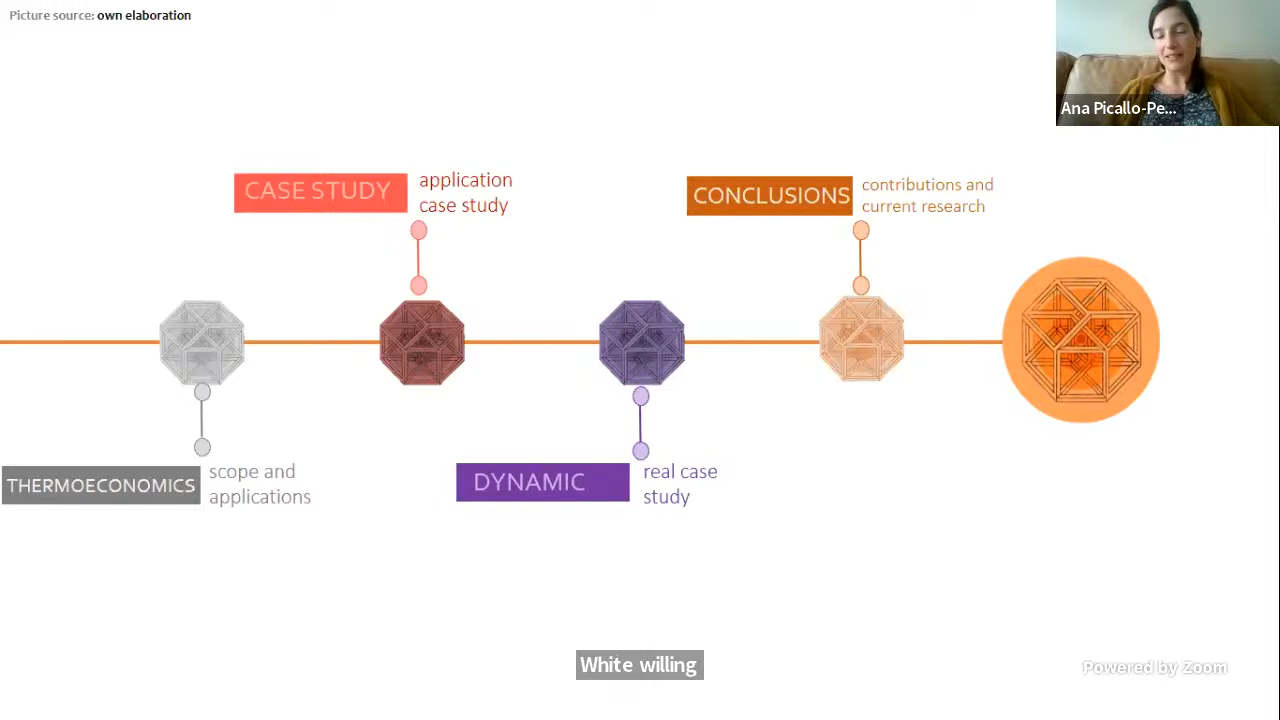 Picture source: own elaboration
Ana Picallo-Pe...
CASE STUDY
application
case study
CONCLUSIONS
contributions and
current research
THERMOECONOMICS
scope and
applications
DYNAMIC
real case
study
White willing
Powered by Zoom